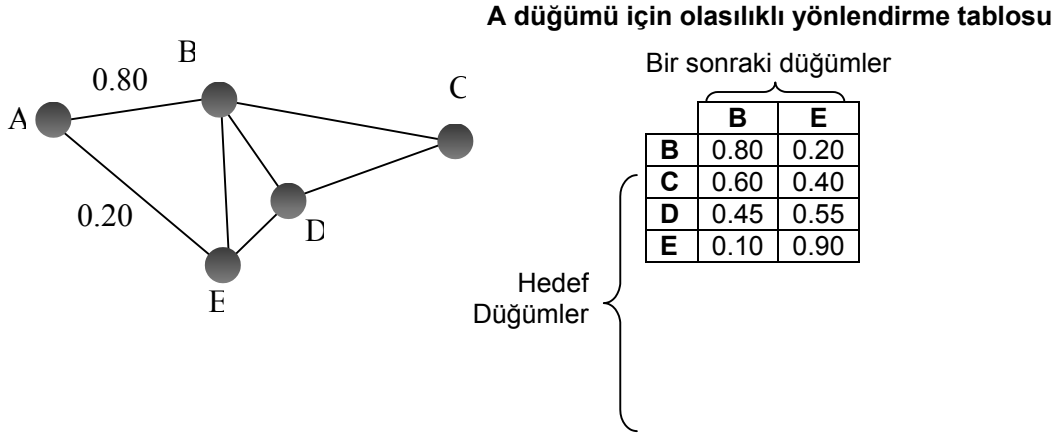 A düğümü için olasılıklı yönlendirme tablosu
B
0.80
C
A
0.20
D
E
Bir sonraki düğümler
B E
B 0.80 0.20
C 0.60 0.40
D 0.45 0.55
E 0.10 0.90
Hedef
Düğümler